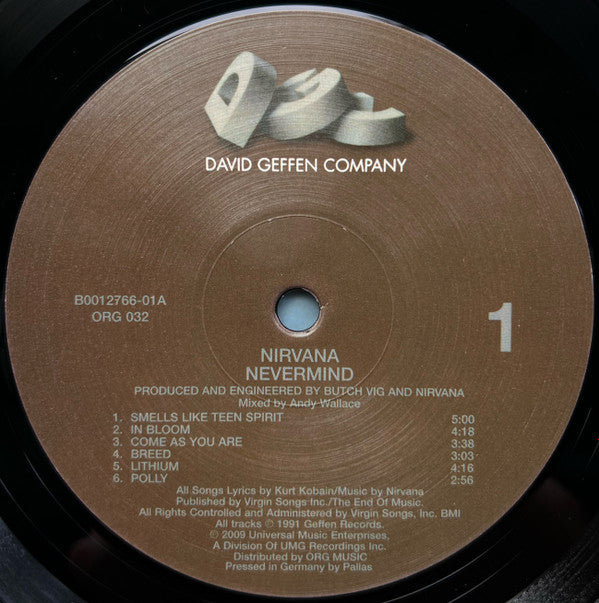 DGC
DAVID GEFFEN COMPANY
B0012766-01A
ORG 032
1
NIRVANA
NEVERMIND
PRODUCED AND ENGINEERED BY BUTCH VIG AND NIRVANA
Mixed by Andy Wallace
1. SMELLS LIKE TEEN SPIRIT 5:00
2. IN BLOOM 4:18
3. COME AS YOU ARE 3:38
4. BREED 3:03
5. LITHIUM 4:16
6. POLLY 2:56
All Songs Lyrics by Kurt Kobain/Music by Nirvana
Published by Virgin Songs Inc./The End Of Music.
All Rights Controlled and Administered by Virgin Songs, Inc. BMI
All tracks ℗ 1991 Geffen Records.
© 2009 Universal Music Enterprises,
A Division Of UMG Recordings Inc.
Distributed by ORG MUSIC
Pressed in Germany by Pallas